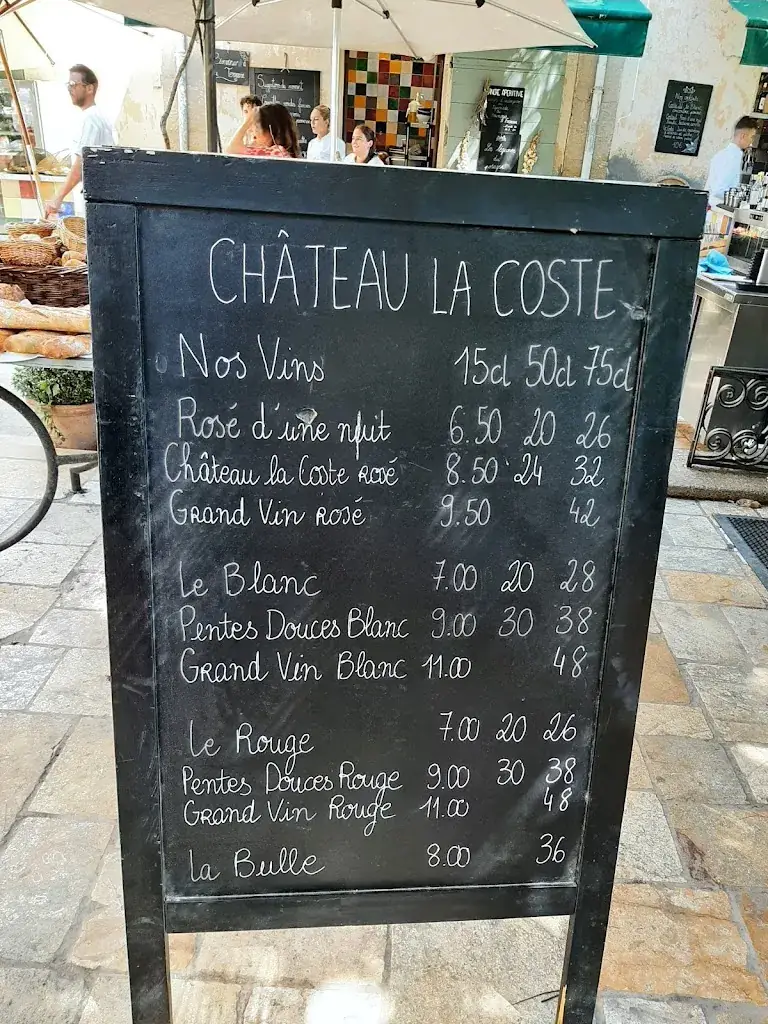 CHÂTEAU LA COSTE
Nos Vins 15cl 50cl 75cl
Rosé d'une nuit 6.50 20 26
Château la Coste rosé 8.50 24 32
Grand Vin rosé 9.50 42
Le Blanc 7.00 20 28
Pentes Douces Blanc 9.00 30 38
Grand Vin Blanc 11.00 48
Le Rouge 7.00 20 26
Pentes Douces Rouge 9.00 30 38
Grand Vin Rouge 11.00 48
La Bulle 8.00 36